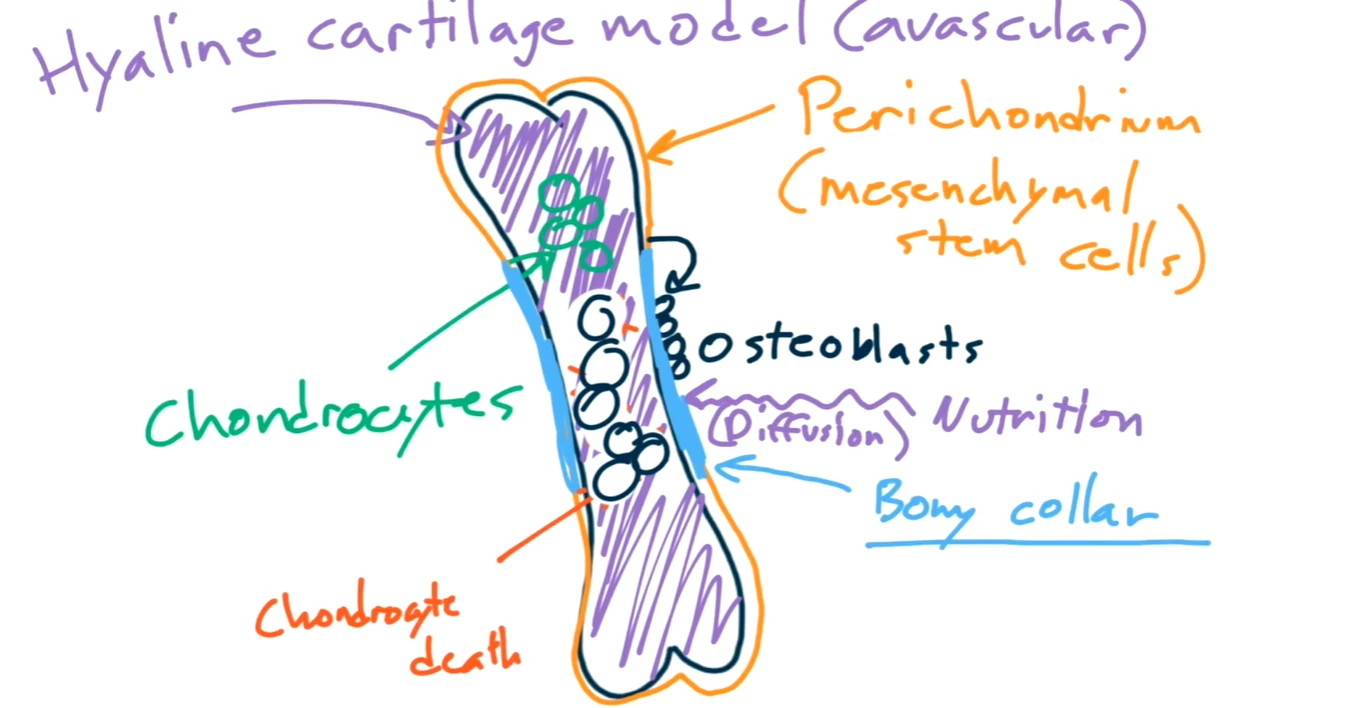 Hyaline cartilage model (avascular)
Perichondrium
(mesenchymal
stem cells)
Osteoblasts
Chondrocytes
(Diffusion) Nutrition
Bony collar
Chondrocyte
death